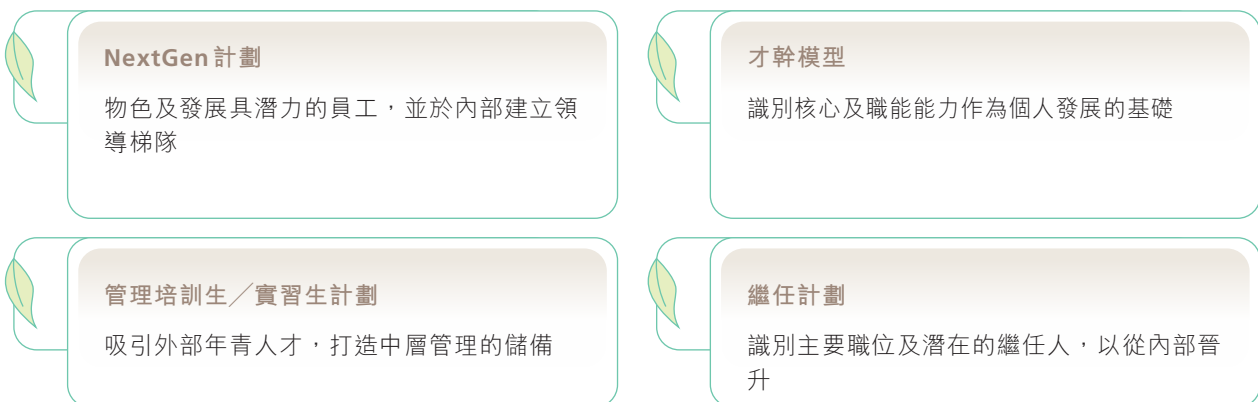 NextGen計劃
物色及發展具潛力的員工，並於內部建立領
導梯隊
才幹模型
識別核心及職能能力作為個人發展的基礎
管理培訓生╱實習生計劃
吸引外部年青人才，打造中層管理的儲備
繼任計劃
識別主要職位及潛在的繼任人，以從內部晉
升